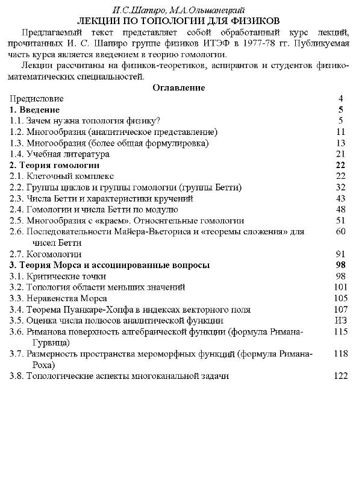 И.С.Шапиро, М.А.Ольшанецкий
ЛЕКЦИИ ПО ТОПОЛОГИИ ДЛЯ ФИЗИКОВ
Предлагаемый текст представляет собой обработанный курс лекций,
прочитанных И. С. Шапиро группе физиков ИТЭФ в 1977-78 гг. Публикуемая
часть курса является введением в теорию гомологии.
Лекции рассчитаны на физиков-теоретиков, аспирантов и студентов физико-
математических специальностей.
Оглавление
Предисловие 4
1. Введение 5
1.1. Зачем нужна топология физику? 5
1.2. Многообразия (аналитическое представление) 11
1.3. Многообразия (более общая формулировка) 13
1.4. Учебная литература) 21
2. Теория гомологии 22
2.1. Клеточный комплекс 22
2.2. Группы циклов и группы гомологии (группы Бетти) 32
2.3. Числа Бетти и характеристики кручений 43
2.4. Гомологии и числа Бетти по модулю 48
2.5. Многообразия с «краем». Относительные гомологии 51
2.6. Последовательности Майера-Вьеториса и «теоремы сложения» для 60
чисел Бетти
2.7. Когомологии 91
3. Теория Морса и ассоциированные вопросы 98
3.1. Критические точки 98
3.2. Топология области меньших значений 101
3.3. Неравенства Морса 105
3.4. Теорема Пуанкаре-Хопфа в индексах векторного поля 107
3.5. Оценка числа полюсов аналитической функции ИЗ
3.6. Риманова поверхность алгебраической функции (формула Римана- 115
Гурвица)
3.7. Размерность пространства мероморфных функций (формула Римана- 118
Роха)
3.8. Топологические аспекты многоканальной задачи 122